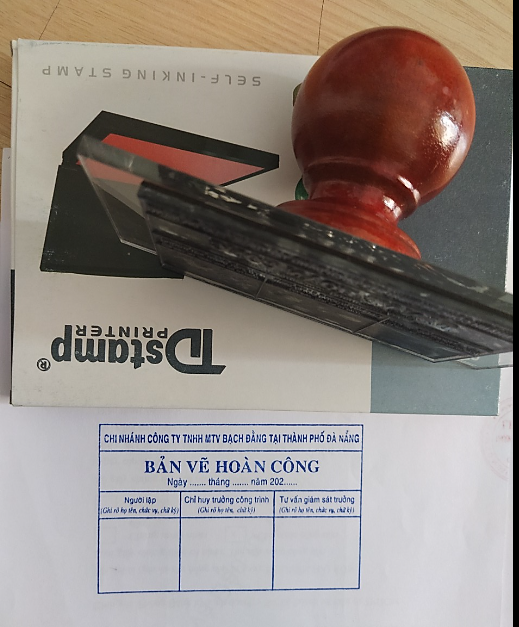 SELF-INKING STAMP
TDstamp®
PRINTER
CHI NHÁNH CÔNG TY TNHH MTV BẠCH ĐẰNG TẠI THÀNH PHỐ ĐÀ NẴNG
BẢN VẼ HOÀN CÔNG
Ngày ....... tháng ....... năm 202......
Người lập Chỉ huy trưởng công trình Tư vấn giám sát trưởng
(Ghi rõ họ tên, chức vụ, chữ ký) (Ghi rõ họ tên, chữ ký) (Ghi rõ họ tên, chức vụ, chữ ký)